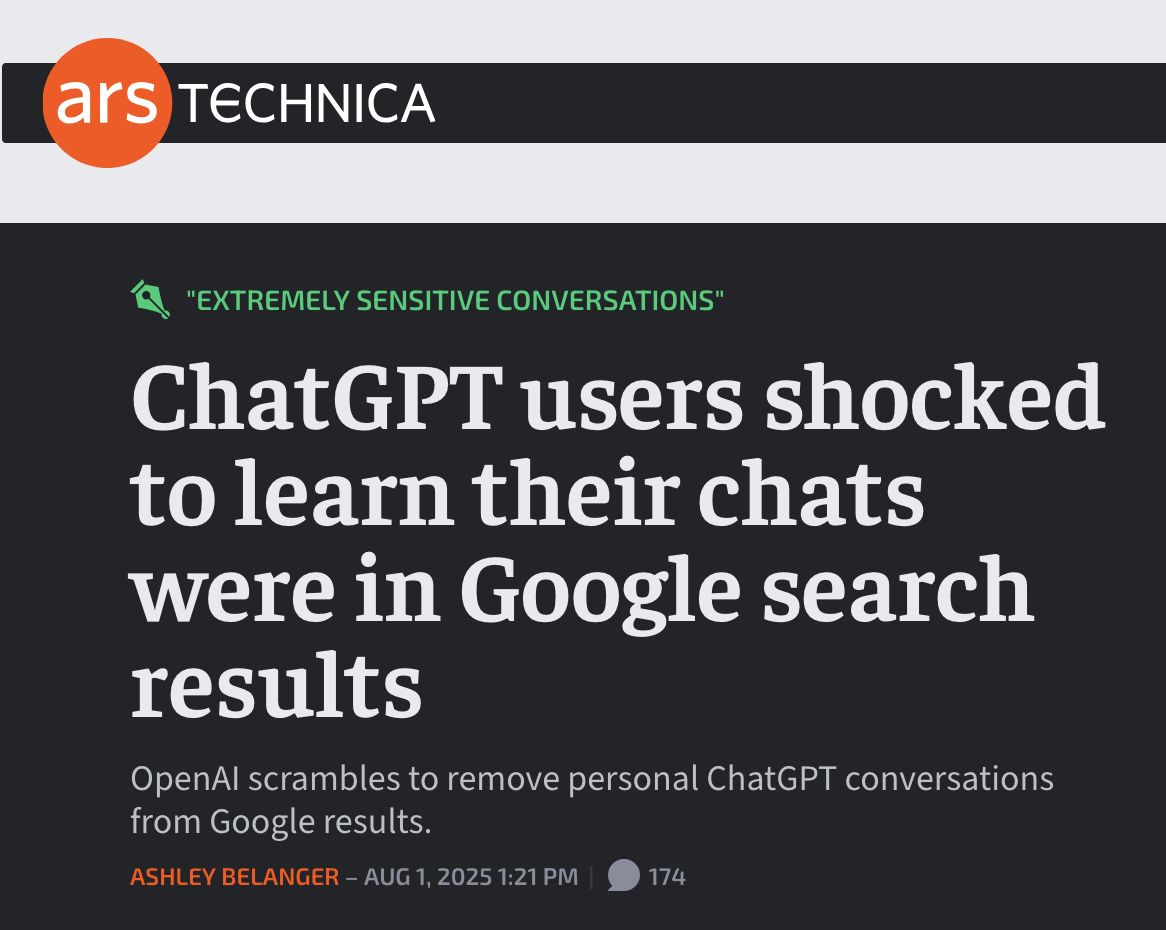 ars TECHNICA
"EXTREMELY SENSITIVE CONVERSATIONS"
ChatGPT users shocked
to learn their chats
were in Google search
results
OpenAI scrambles to remove personal ChatGPT conversations
from Google results.
ASHLEY BELANGER – AUG 1, 2025 1:21 PM | 174